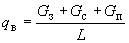 q_в = (G_з + G_с + G_п) / L